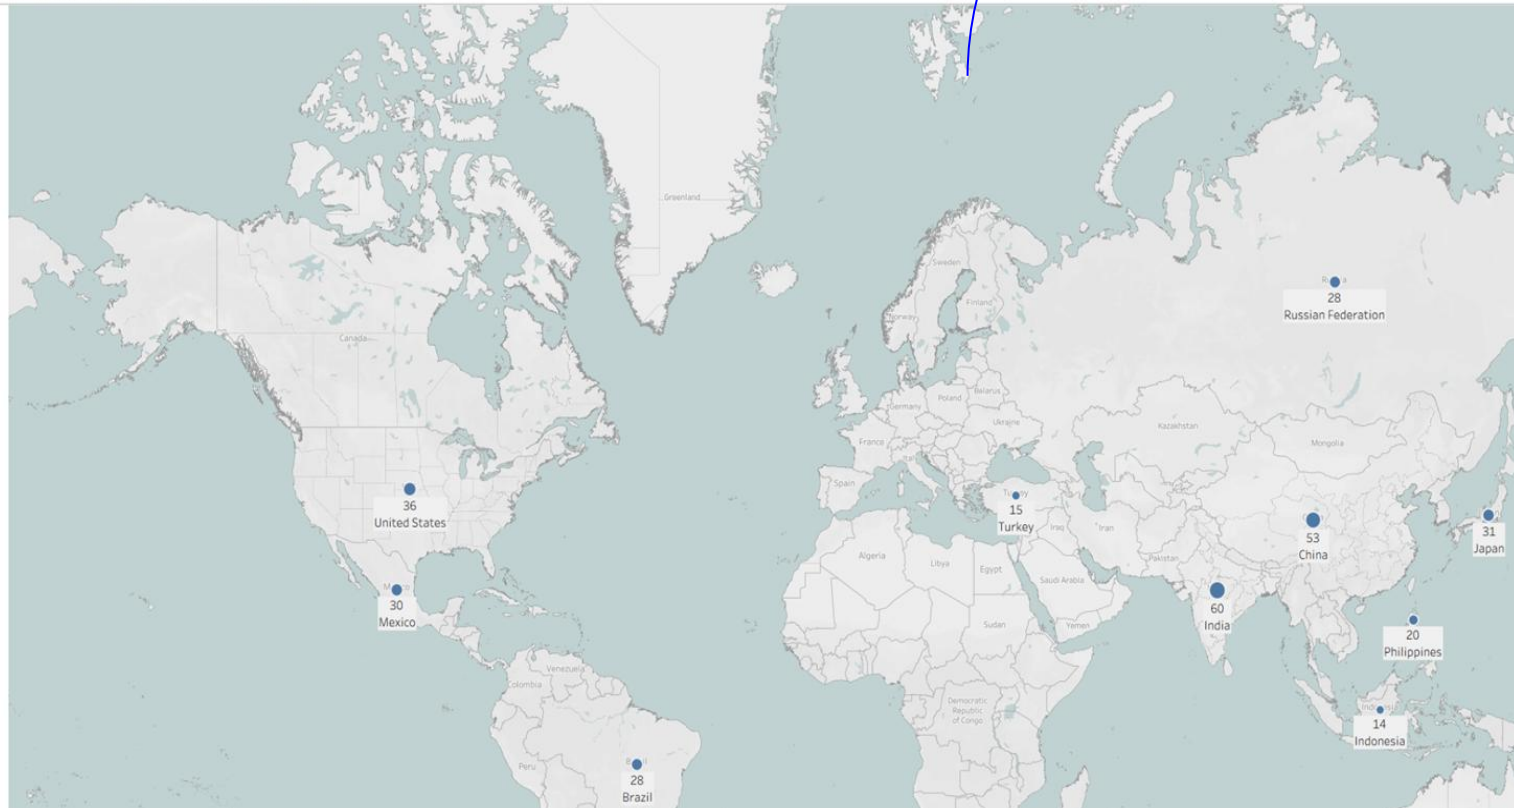 Greenland
Sweden
Finland
Norway
28
Russian Federation
Canada
Belarus
Poland
Germany
Ukraine
Kazakhstan
France
Mongolia
Spain
36
United States
15
Turkey
Iraq
Iran
53
China
31
Japan
Algeria
Libya
Egypt
Pakistan
Saudi Arabia
30
Mexico
60
India
Sudan
Yemen
20
Philippines
Venezuela
Colombia
Democratic
Republic
of Congo
14
Indonesia
Peru
28
Brazil